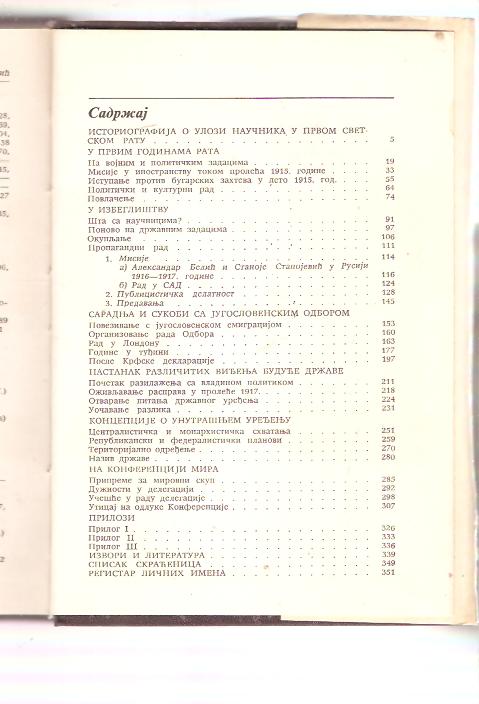 Садржај
ИСТОРИОГРАФИЈА О УЛОЗИ НАУЧНИКА У ПРВОМ СВЕТ-
СКОМ РАТУ . . . . . . . . . . . . . . . . 5
У ПРВИМ ГОДИНАМА РАТА
На војним и политичким задацима . . . . . . . . . . 19
Мисије у иностранству током пролећа 1915. године . . . . 33
Иступање против бугарских захтева у лето 1915. год. . . . 55
Политички и културни рад . . . . . . . . . . . . 64
Повлачење . . . . . . . . . . . . . . . . . 74
У ИЗБЕГЛИШТВУ
Шта са научницима? . . . . . . . . . . . . . . 91
Поново на државним задацима . . . . . . . . . . . 97
Окупљање . . . . . . . . . . . . . . . . . 106
Пропагандни рад . . . . . . . . . . . . . . . 111
1. Мисије . . . . . . . . . . . . . . . . 114
а) Александар Белић и Станоје Станојевић у Русији
1916—1917. године . . . . . . . . . . . . 116
б) Рад у САД . . . . . . . . . . . . . . 124
2. Публицистичка делатност . . . . . . . . . . 128
3. Предавања . . . . . . . . . . . . . . . 145
САРАДЊА И СУКОБИ СА ЈУГОСЛОВЕНСКИМ ОДБОРОМ
Повезивање с југословенском емиграцијом . . . . . . . 153
Организовање рада Одбора . . . . . . . . . . . . 160
Рад у Лондону . . . . . . . . . . . . . . . . 163
Године у туђини . . . . . . . . . . . . . . . 177
После Крфске декларације . . . . . . . . . . . . 197
НАСТАНАК РАЗЛИЧИТИХ ВИЂЕЊА БУДУЋЕ ДРЖАВЕ
Почетак разилажења са владином политиком . . . . . . 211
Оживљавање расправа у пролеће 1917. . . . . . . . . 218
Отварање питања државног уређења . . . . . . . . . 224
Уочавање разлика . . . . . . . . . . . . . . . 231
КОНЦЕПЦИЈЕ О УНУТРАШЊЕМ УРЕЂЕЊУ
Централистичка и монархистичка схватања . . . . . . . 251
Републикански и федералистички планови . . . . . . . 259
Територијално одређење . . . . . . . . . . . . . 270
Назив државе . . . . . . . . . . . . . . . . 280
НА КОНФЕРЕНЦИЈИ МИРА
Припреме за мировни скуп . . . . . . . . . . . . 285
Дужности у делегацији . . . . . . . . . . . . . 292
Учешће у раду делегације . . . . . . . . . . . . 298
Утицај на одлуке Конференције . . . . . . . . . . . 307
ПРИЛОЗИ
Прилог I . . . . . . . . . . . . . . . . . . 326
Прилог II . . . . . . . . . . . . . . . . . 333
Прилог III . . . . . . . . . . . . . . . . . 336
ИЗВОРИ И ЛИТЕРАТУРА . . . . . . . . . . . . . 339
СПИСАК СКРАЋЕНИЦА . . . . . . . . . . . . . . 349
РЕГИСТАР ЛИЧНИХ ИМЕНА . . . . . . . . . . . . 351